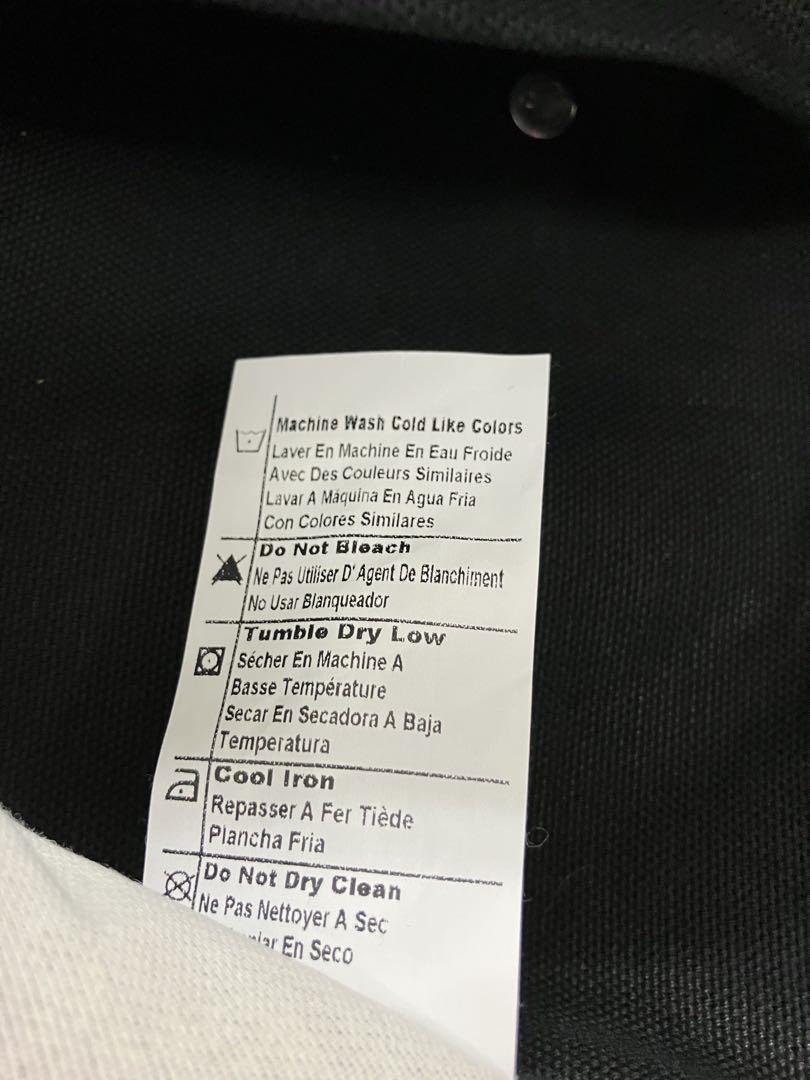 Machine Wash Cold Like Colors
Laver En Machine En Eau Froide
Avec Des Couleurs Similaires
Lavar A Máquina En Agua Fria
Con Colores Similares
Do Not Bleach
Ne Pas Utiliser D'Agent De Blanchiment
No Usar Blanqueador
Tumble Dry Low
Sécher En Machine A
Basse Température
Secar En Secadora A Baja
Temperatura
Cool Iron
Repasser A Fer Tiède
Plancha Fria
Do Not Dry Clean
Ne Pas Nettoyer A Sec
En Seco